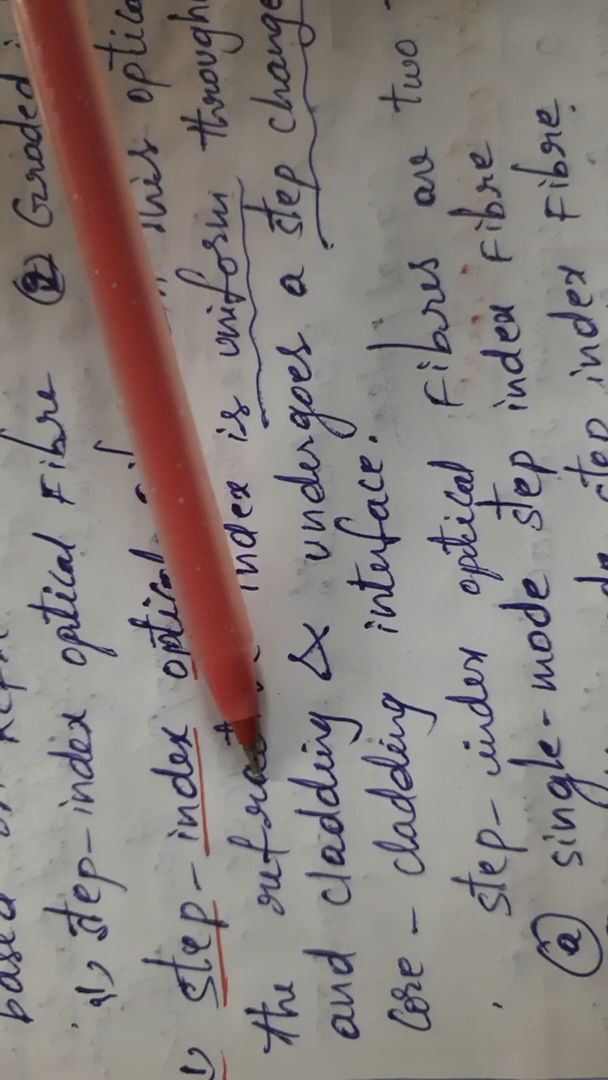 based
1) step-index optical Fibre (2) Graded
1) step-index optical this optical
the index is uniform
and cladding & undergoes a step change
core-cladding interface.
step-index optical Fibres are two
(a) single-mode step index Fibre
step index Fibre.